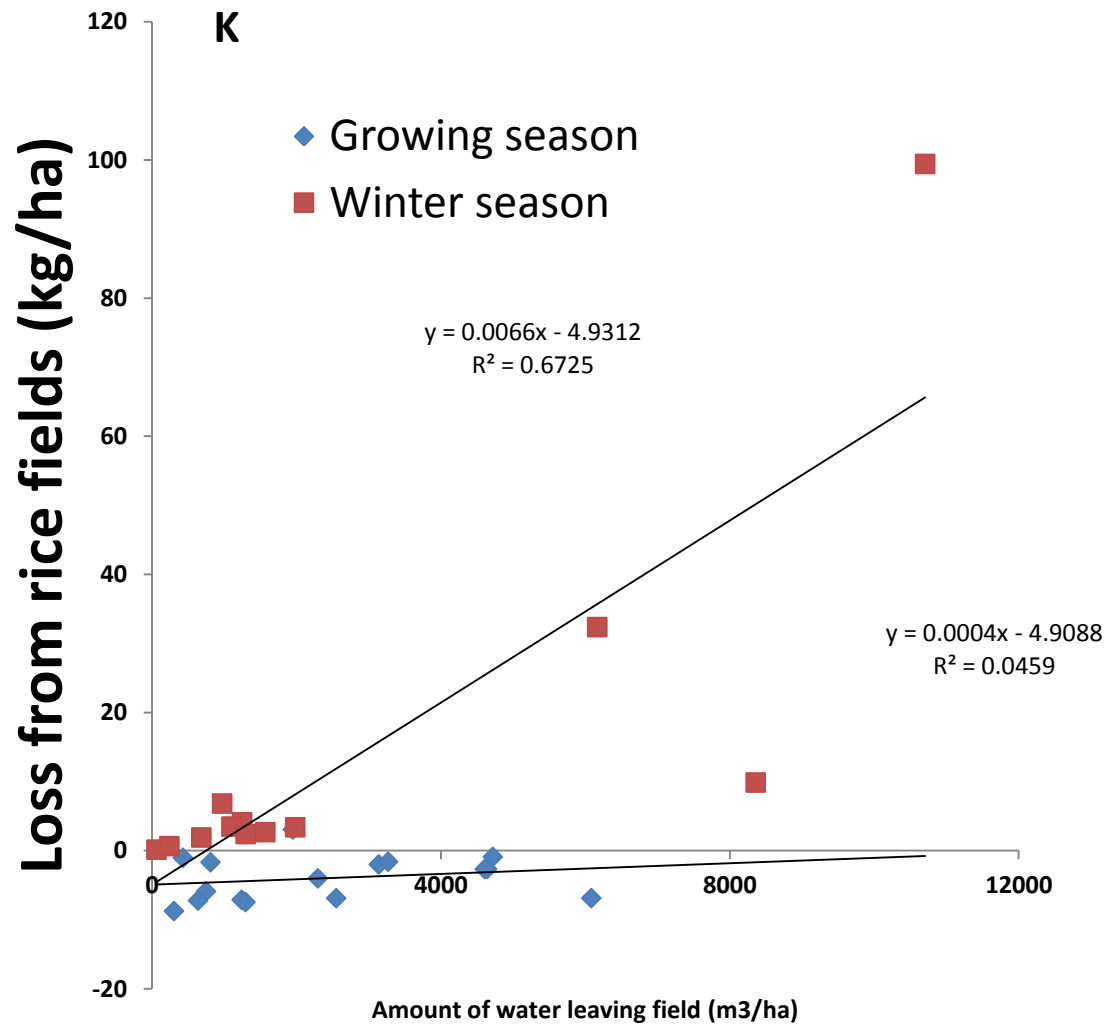 K
Growing season
Winter season
Loss from rice fields (kg/ha)
120
100
80
60
40
20
0
-20
y = 0.0066x - 4.9312
R² = 0.6725
y = 0.0004x - 4.9088
R² = 0.0459
0
4000
8000
12000
Amount of water leaving field (m3/ha)